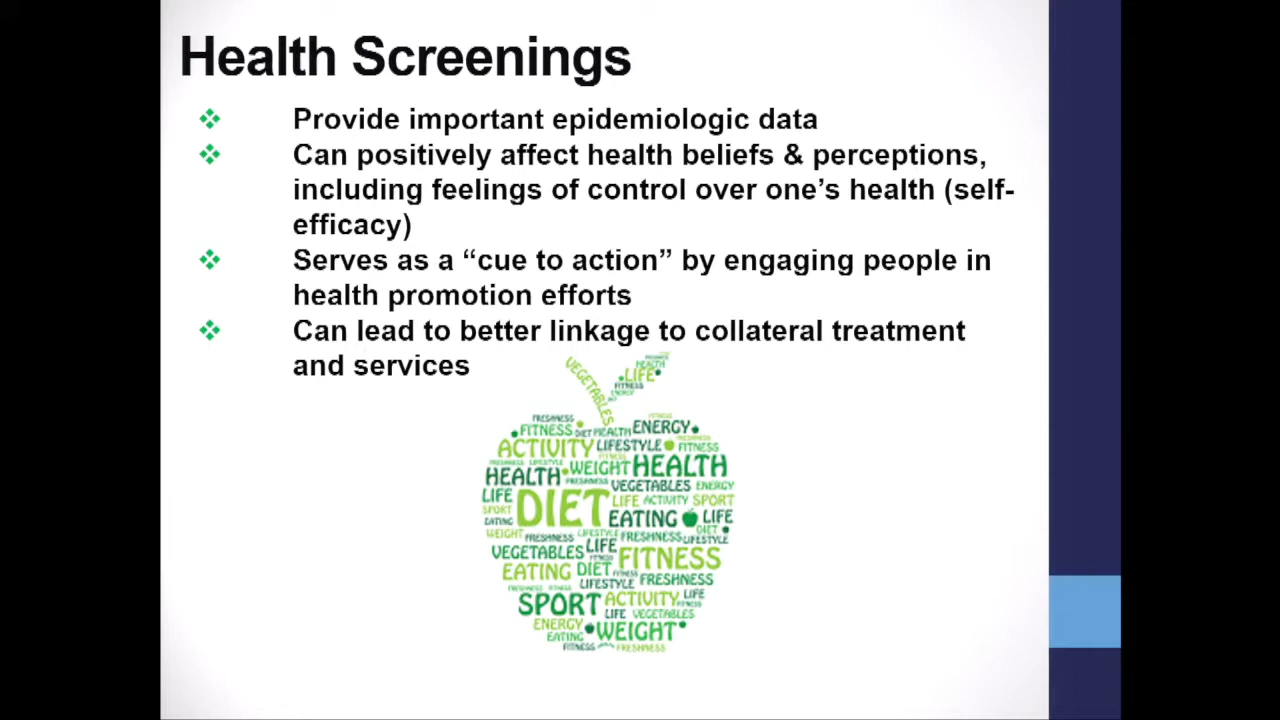 Health Screenings
Provide important epidemiologic data
Can positively affect health beliefs & perceptions,
including feelings of control over one’s health (self-
efficacy)
Serves as a “cue to action” by engaging people in
health promotion efforts
Can lead to better linkage to collateral treatment
and services
VEGETABLES
HEALTH
LIFE
FITNESS
FRESHNESS
FITNESS DIET HEALTH ENERGY
ACTIVITY LIFESTYLE FITNESS
HEALTH FRESHNESS WEIGHT HEALTH
VEGETABLES ENERGY
LIFE DIET LIFE ACTIVITY SPORT
SPORT
EATING EATING LIFE
DIET
WEIGHT FRESHNESS LIFESTYLE FRESHNESS LIFESTYLE
VEGETABLES LIFE FITNESS
EATING DIET FITNESS FRESHNESS
LIFESTYLE
SPORT ACTIVITY LIFE
FITNESS
LIFE VEGETABLES
ENERGY WEIGHT
EATING
FITNESS FRESHNESS